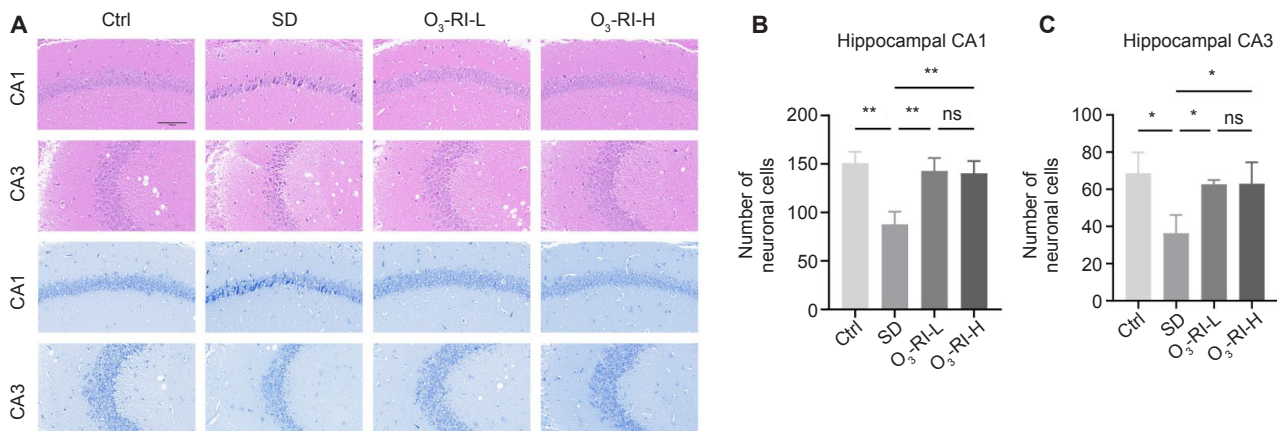 A
Ctrl SD O₃-RI-L O₃-RI-H
CA1
CA3
CA1
CA3
B
Hippocampal CA1
**
** ** ns
Number of
neuronal cells
200
150
100
50
0
Ctrl SD O₃-RI-L O₃-RI-H
C
Hippocampal CA3
*
* * ns
Number of
neuronal cells
100
80
60
40
20
0
Ctrl SD O₃-RI-L O₃-RI-H